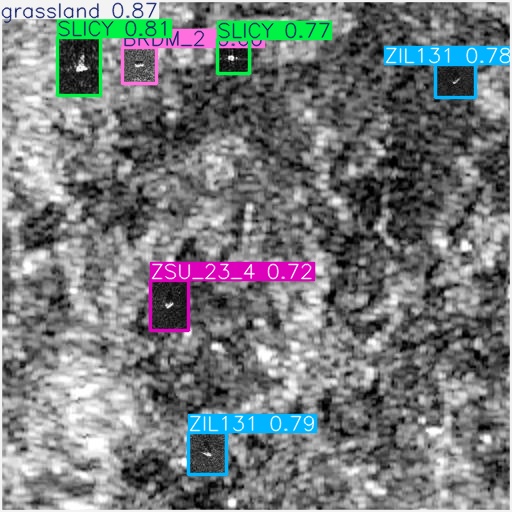 grassland 0.87
SLICY 0.81
BRDM_2
SLICY 0.77
ZIL131 0.78
ZSU_23_4 0.72
ZIL131 0.79